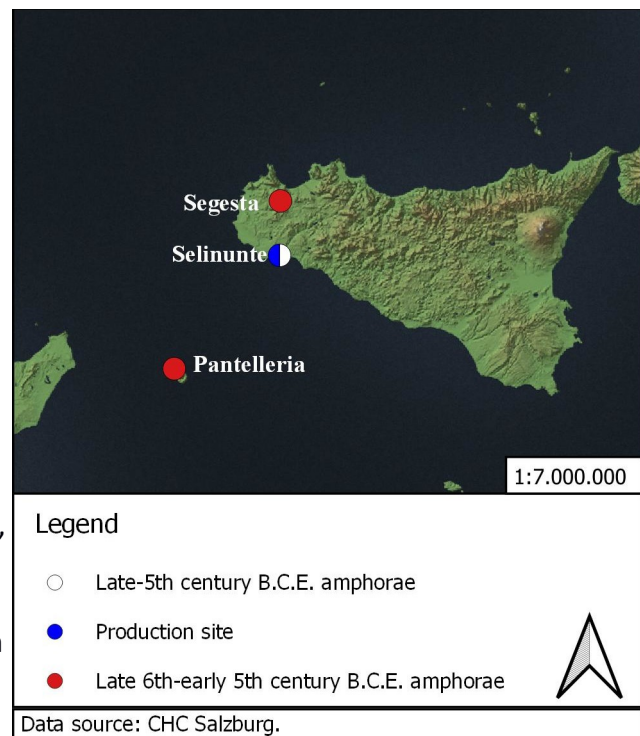 Segesta
Selinunte
Pantelleria
1:7.000.000
Legend
Late-5th century B.C.E. amphorae
Production site
Late 6th-early 5th century B.C.E. amphorae
Data source: CHC Salzburg.